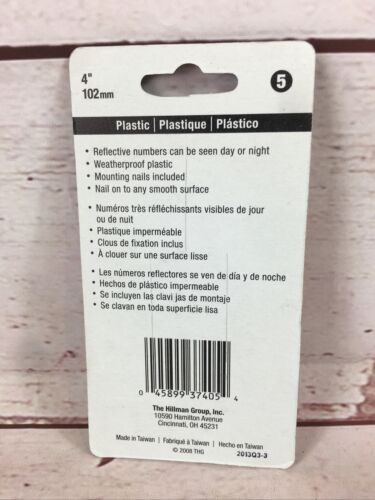 4"
102mm
5
Plastic | Plastique | Plástico
• Reflective numbers can be seen day or night
• Weatherproof plastic
• Mounting nails included
• Nail on to any smooth surface
• Numéros très réfléchissants visibles de jour
ou de nuit
• Plastique imperméable
• Clous de fixation inclus
• À clouer sur une surface lisse
• Les números reflectores se ven de día y de noche
• Hechos de plástico impermeable
• Se incluyen las clavi jas de montaje
• Se clavan en toda superficie lisa
0 45899 37405 4
The Hillman Group, Inc.
10590 Hamilton Avenue
Cincinnati, OH 45231
Made in Taiwan | Fabriqué à Taiwan | Hecho en Taiwan
© 2008 THG
2013Q3-3